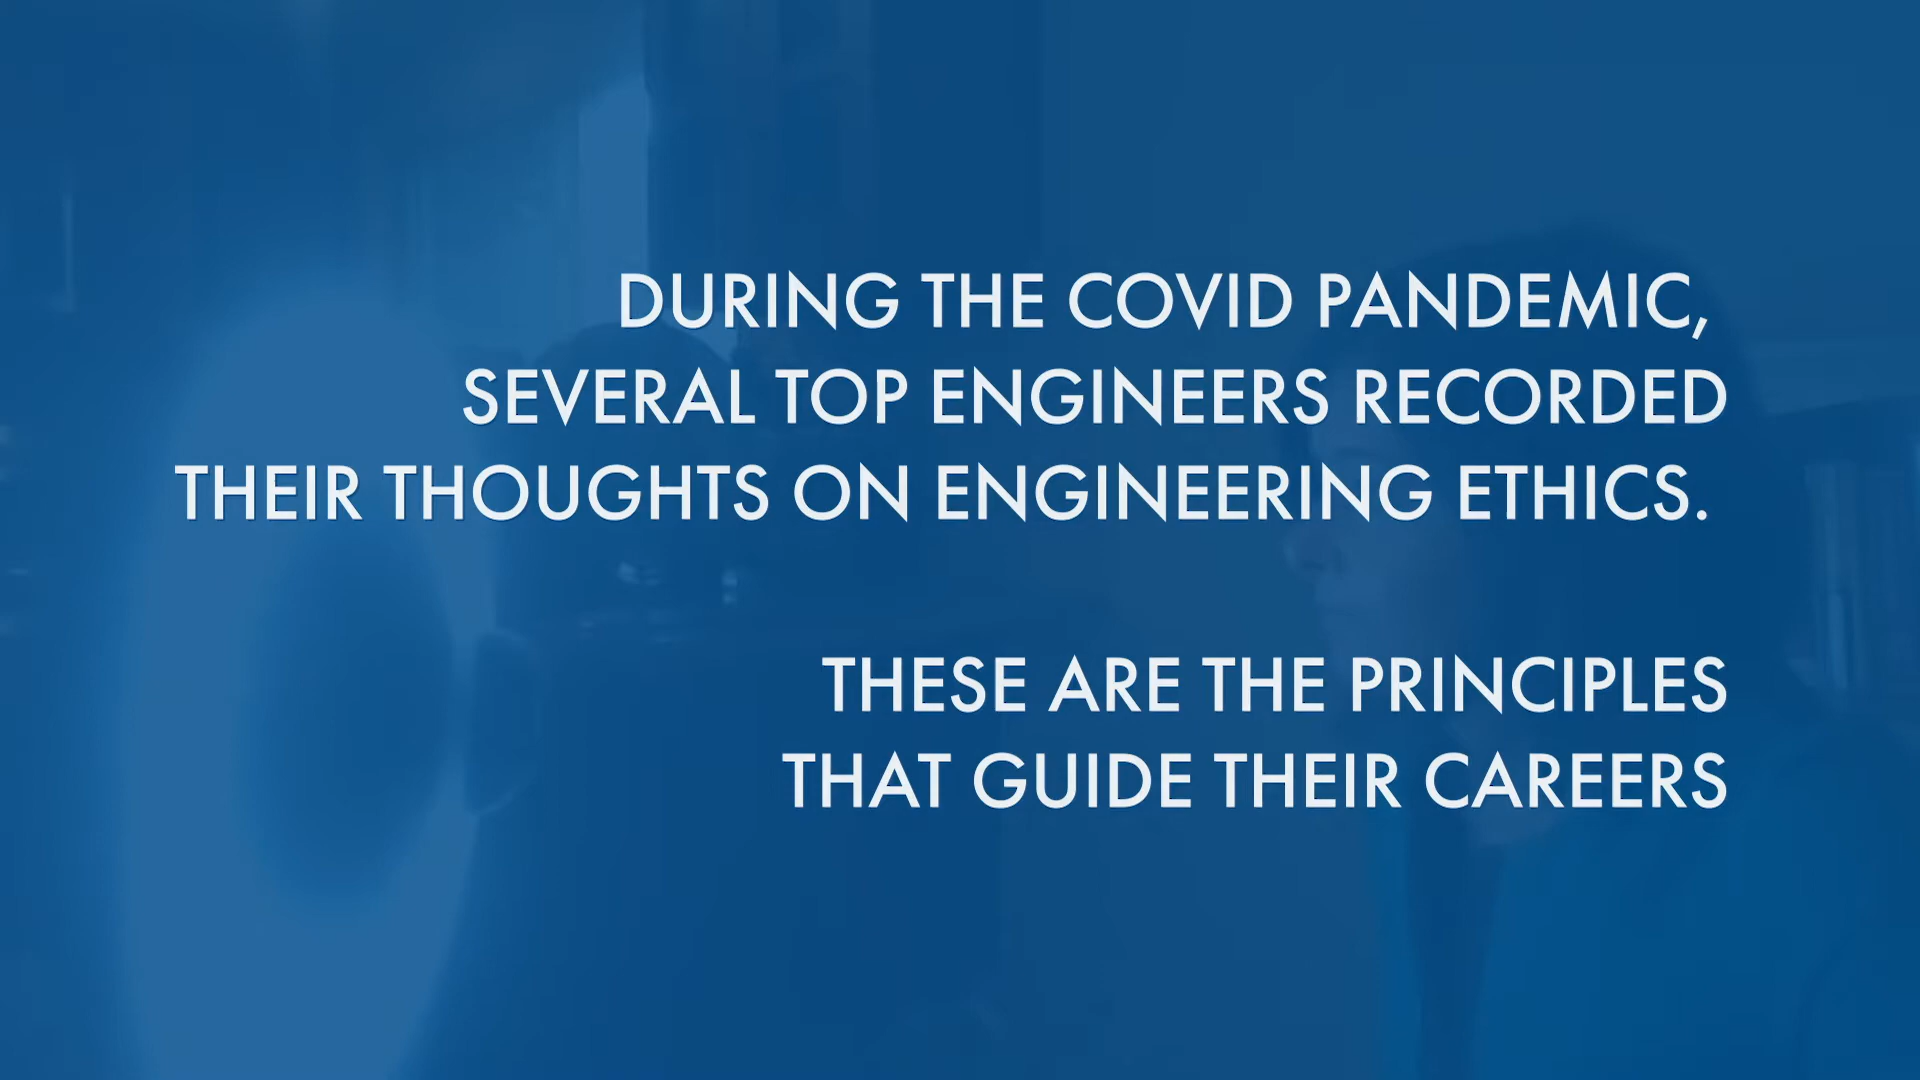 DURING THE COVID PANDEMIC,
SEVERAL TOP ENGINEERS RECORDED
THEIR THOUGHTS ON ENGINEERING ETHICS.
THESE ARE THE PRINCIPLES
THAT GUIDE THEIR CAREERS